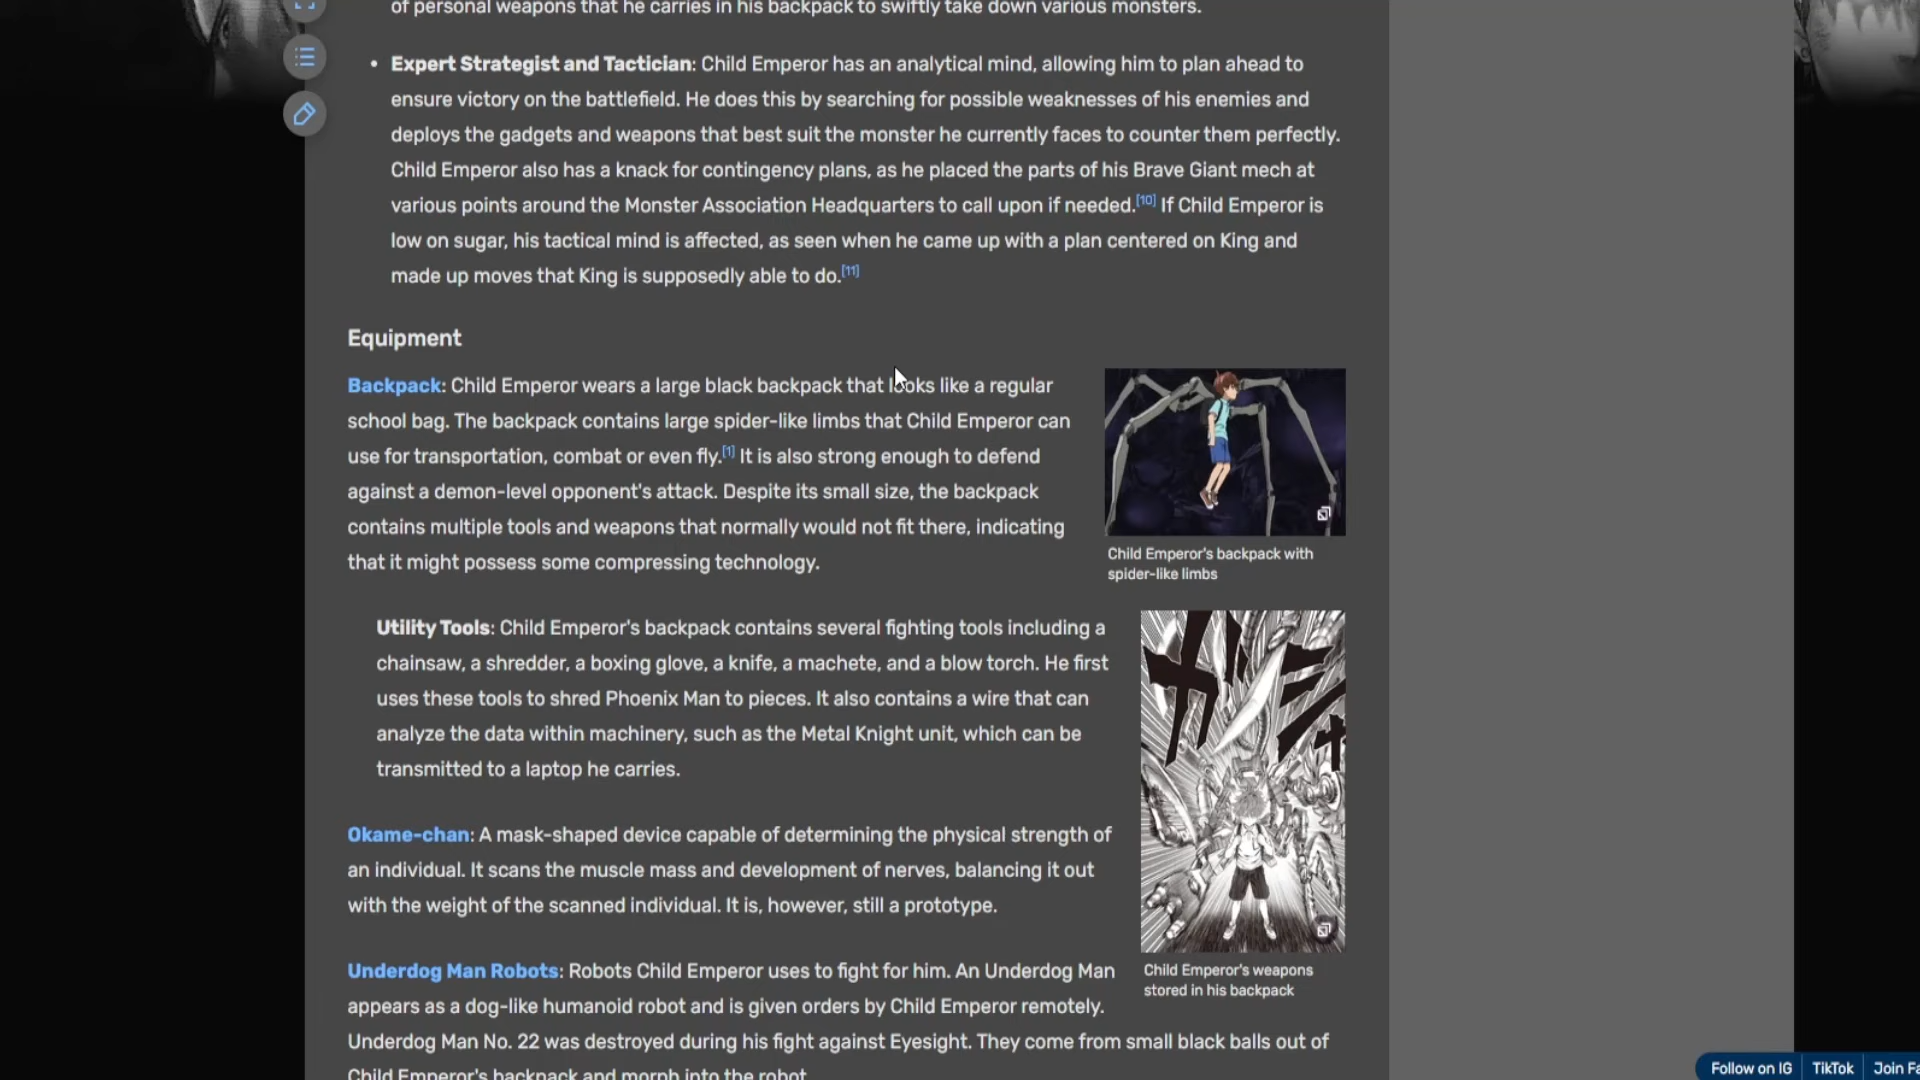 of personal weapons that he carries in his backpack to swiftly take down various monsters.
• Expert Strategist and Tactician: Child Emperor has an analytical mind, allowing him to plan ahead to
ensure victory on the battlefield. He does this by searching for possible weaknesses of his enemies and
deploys the gadgets and weapons that best suit the monster he currently faces to counter them perfectly.
Child Emperor also has a knack for contingency plans, as he placed the parts of his Brave Giant mech at
various points around the Monster Association Headquarters to call upon if needed.[10] If Child Emperor is
low on sugar, his tactical mind is affected, as seen when he came up with a plan centered on King and
made up moves that King is supposedly able to do.[11]
Equipment
Backpack: Child Emperor wears a large black backpack that looks like a regular
school bag. The backpack contains large spider-like limbs that Child Emperor can
use for transportation, combat or even fly.[1] It is also strong enough to defend
against a demon-level opponent's attack. Despite its small size, the backpack
contains multiple tools and weapons that normally would not fit there, indicating
that it might possess some compressing technology.
Child Emperor's backpack with
spider-like limbs
Utility Tools: Child Emperor's backpack contains several fighting tools including a
chainsaw, a shredder, a boxing glove, a knife, a machete, and a blow torch. He first
uses these tools to shred Phoenix Man to pieces. It also contains a wire that can
analyze the data within machinery, such as the Metal Knight unit, which can be
transmitted to a laptop he carries.
Okame-chan: A mask-shaped device capable of determining the physical strength of
an individual. It scans the muscle mass and development of nerves, balancing it out
with the weight of the scanned individual. It is, however, still a prototype.
Child Emperor's weapons
stored in his backpack
Underdog Man Robots: Robots Child Emperor uses to fight for him. An Underdog Man
appears as a dog-like humanoid robot and is given orders by Child Emperor remotely.
Underdog Man No. 22 was destroyed during his fight against Eyesight. They come from small black balls out of
Child Emperor's backpack and morph into the robot.
Follow on IG
TikTok
Join Fa